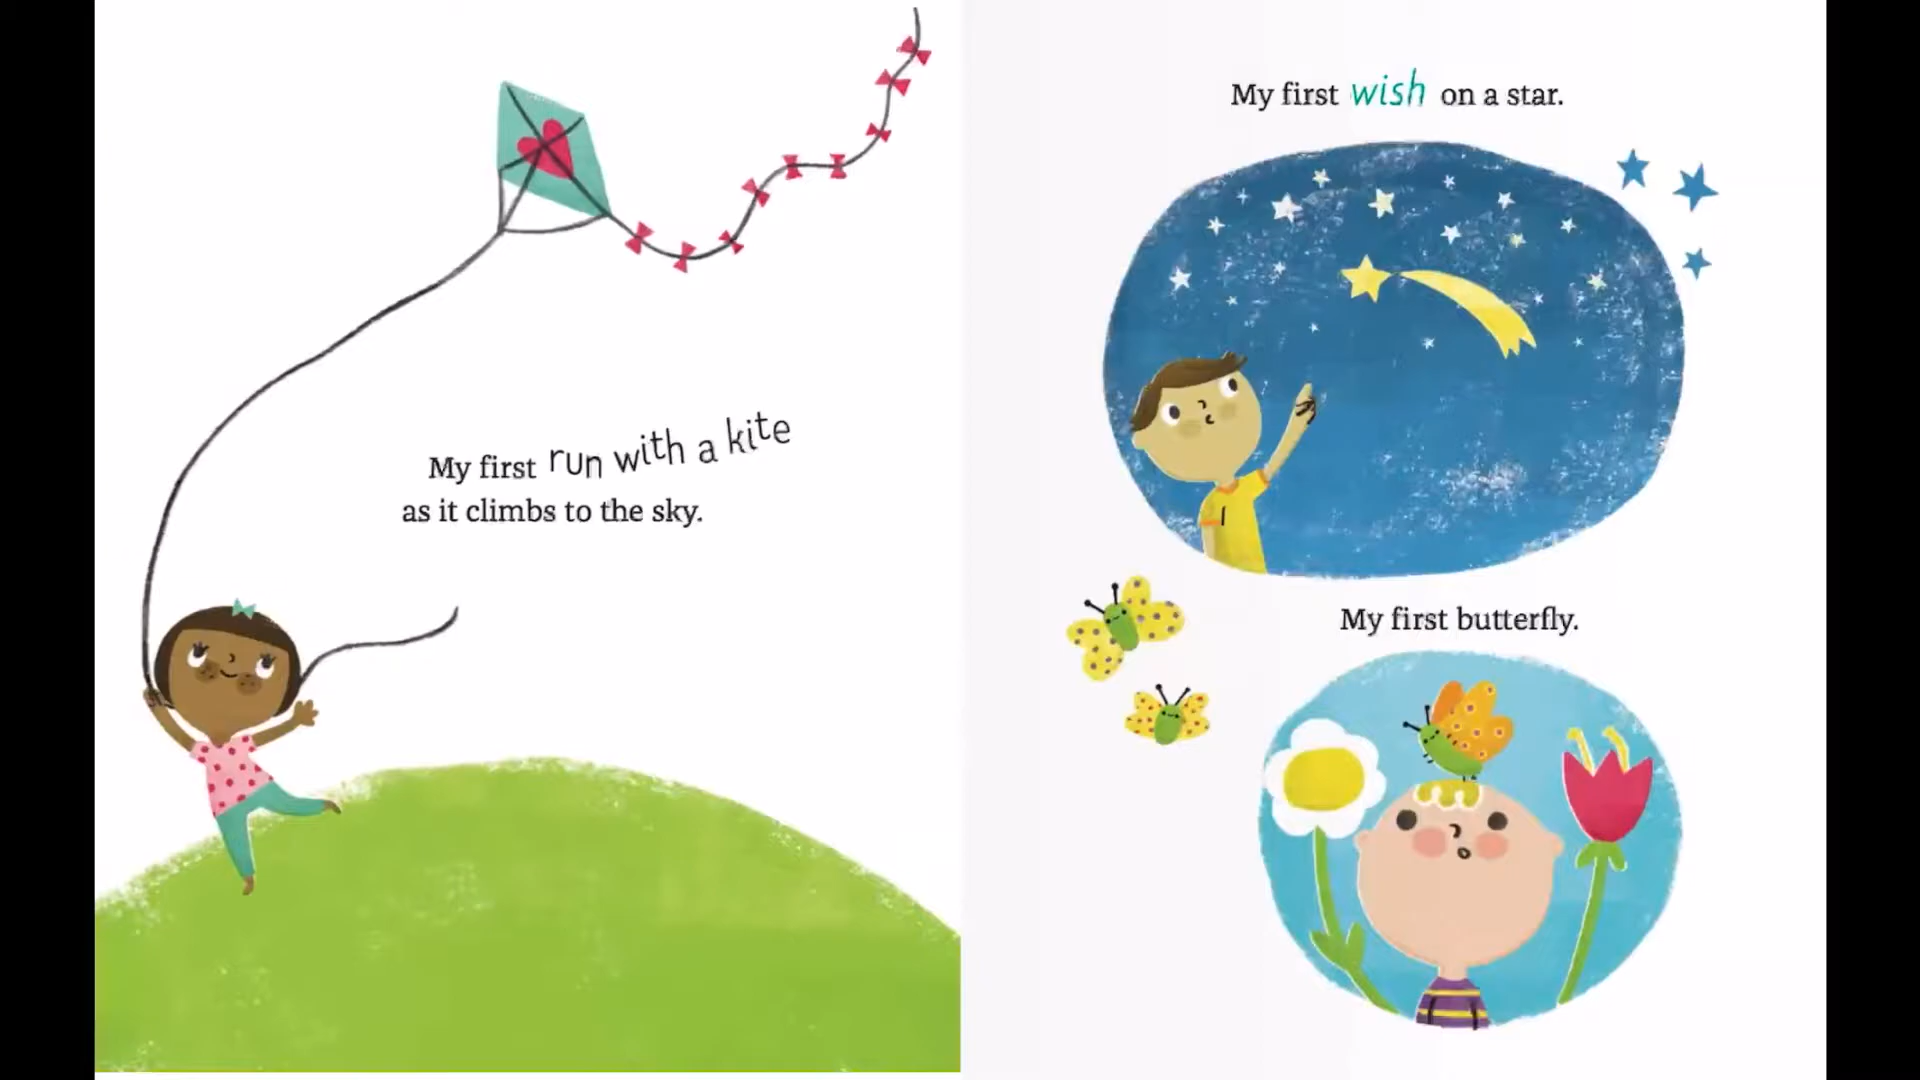 My first run with a kite
as it climbs to the sky.
My first wish on a star.
My first butterfly.